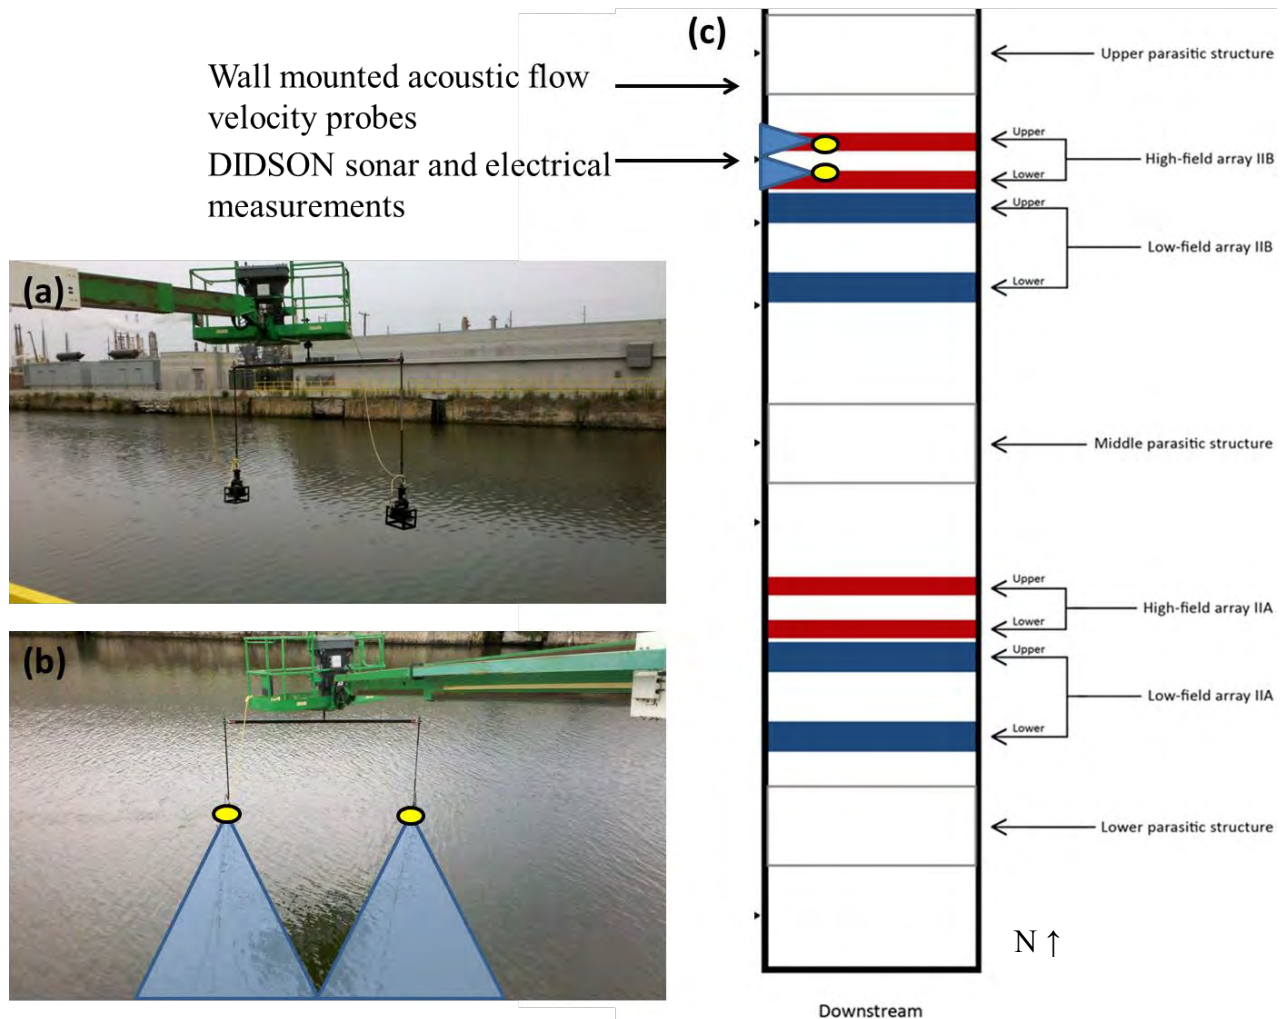 (c)
Wall mounted acoustic flow
velocity probes
DIDSON sonar and electrical
measurements
(a)
(b)
Upper parasitic structure
Upper
High-field array IIB
Lower
Upper
Low-field array IIB
Lower
Middle parasitic structure
Upper
High-field array IIA
Lower
Upper
Low-field array IIA
Lower
Lower parasitic structure
N ↑
Downstream